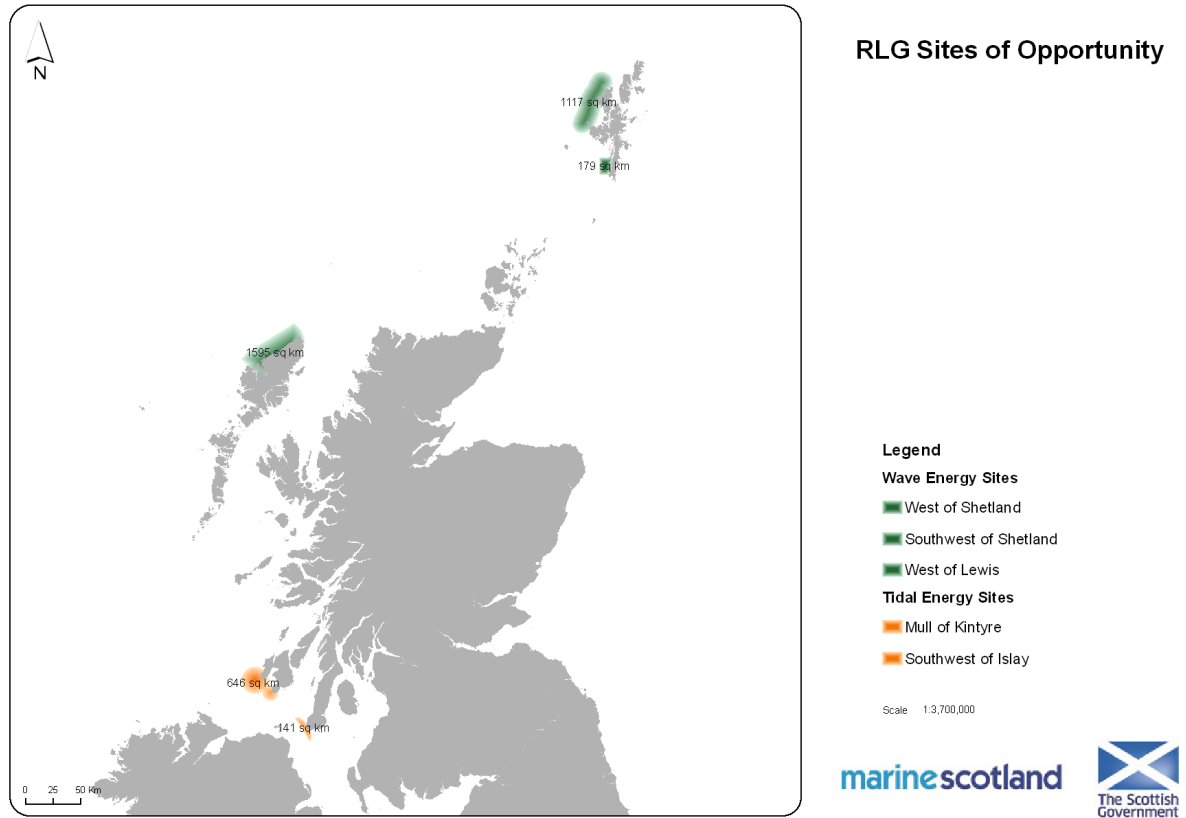 RLG Sites of Opportunity
N
1117 sq km
179 sq km
1595 sq km
646 sq km
141 sq km
0 25 50 Km
Legend
Wave Energy Sites
West of Shetland
Southwest of Shetland
West of Lewis
Tidal Energy Sites
Mull of Kintyre
Southwest of Islay
Scale 1:3,700,000
marinescotland
The Scottish
Government